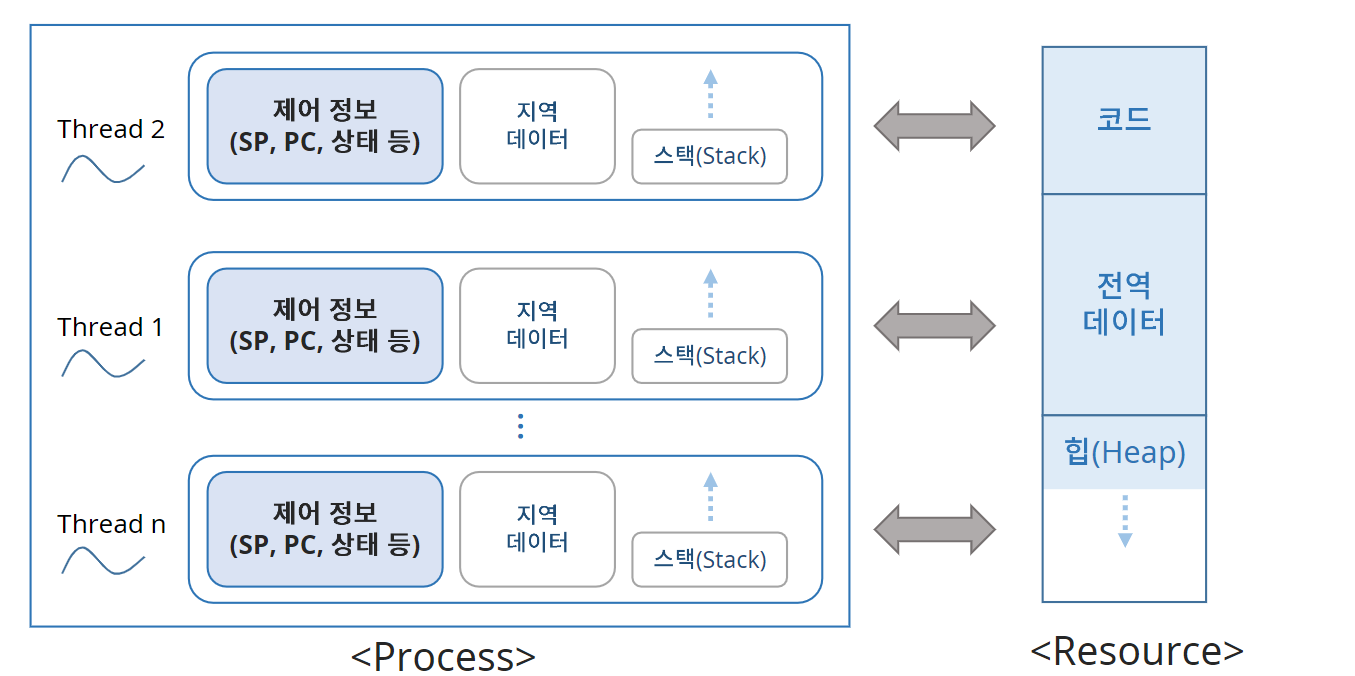 Thread 2
제어 정보
(SP, PC, 상태 등)
지역
데이터
스택(Stack)
Thread 1
제어 정보
(SP, PC, 상태 등)
지역
데이터
스택(Stack)
Thread n
제어 정보
(SP, PC, 상태 등)
지역
데이터
스택(Stack)
<Process>
코드
전역
데이터
힙(Heap)
<Resource>